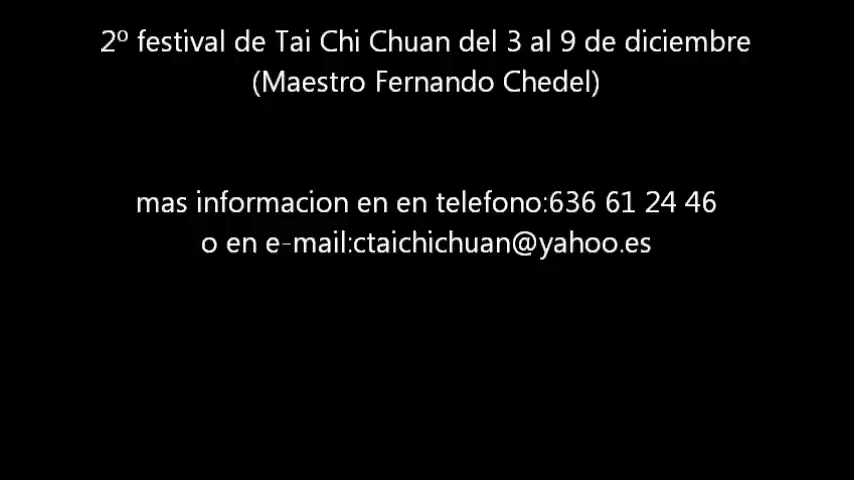 2º festival de Tai Chi Chuan del 3 al 9 de diciembre
(Maestro Fernando Chedel)
mas informacion en en telefono:636 61 24 46
o en e-mail:ctaichichuan@yahoo.es